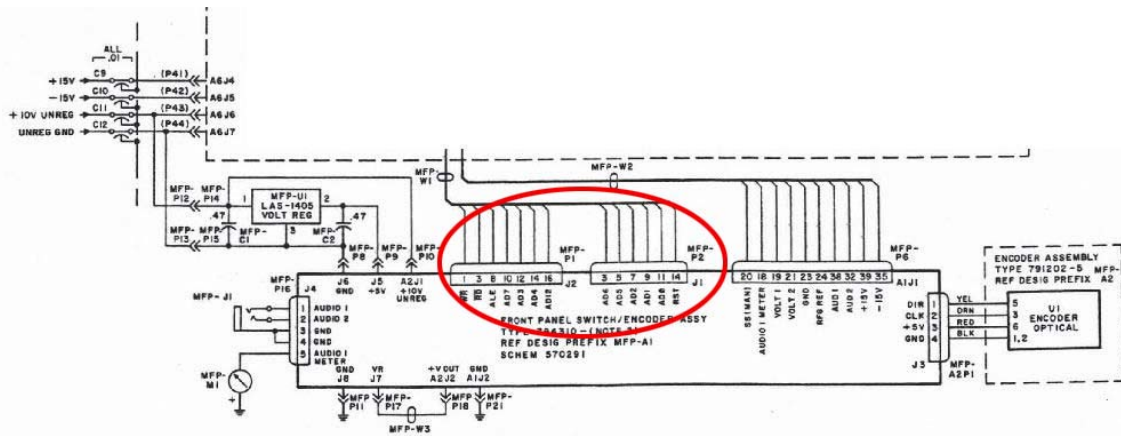 ALL
.01
+15V C9 (P41) A6J4
-15V C10 (P42) A6J5
+10V UNREG C11 (P43) A6J6
UNREG GND C12 (P44) A6J7
MFP-W1
MFP-W2
MFP-P12
MFP-P14
MFP-P13
MFP-P15
.47
MFP-C1
1
MFP-U1
LAS-1405
VOLT REG
2
3
.47
MFP-C2
MFP-P8
MFP-P9
MFP-P10
J6
GND
J5
+5V
A2J1
+10V
UNREG
MFP-P1
1 3 8 10 12 14 16
J2
WR RD ALE AD7 AD3 AD4
MFP-P2
3 5 7 9 11 14
J1
AD6 AD5 AD2 AD1 AD0 RST
MFP-P6
20 18 19 21 23 24 38 32 39 35
A1J1
SSI MAN I
AUDIO I METER
VOLT 1
VOLT 2
GND
RFG REF
AUD 1
AUD 2
+15V
-15V
MFP-P16
J4
MFP-J1
1 AUDIO 1
2 AUDIO 2
3 GND
4 GND
5 AUDIO 1
METER
MFP-M1
+
FRONT PANEL SWITCH/ENCODER ASSY
REF DESIG PREFIX MFP-A1
SCHEM 570291
GND
J8
VR
J7
+V OUT
A2J2
GND
A1J2
MFP
P11
MFP-P17
MFP
P18
MFP-P21
MFP-W3
DIR 1 YEL 5
CLK 2 ORN 3
+5V 3 RED 6
GND 4 BLK 1,2
J3
MFP-A2P1
ENCODER ASSEMBLY
TYPE 791202-5
REF DESIG PREFIX
MFP-A2
U1
ENCODER
OPTICAL